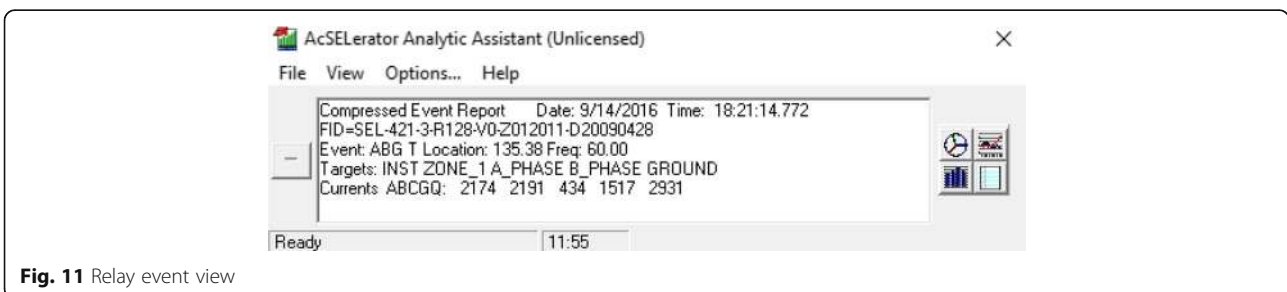 AcSELerator Analytic Assistant (Unlicensed)
File View Options... Help
Compressed Event Report Date: 9/14/2016 Time: 18:21:14.772
FID=SEL-421-3-R128-V0-Z012011-D20090428
Event: ABG T Location: 135.38 Freq: 60.00
Targets: INST ZONE_1 A_PHASE B_PHASE GROUND
Currents ABCGQ: 2174 2191 434 1517 2931
Ready 11:55
Fig. 11 Relay event view